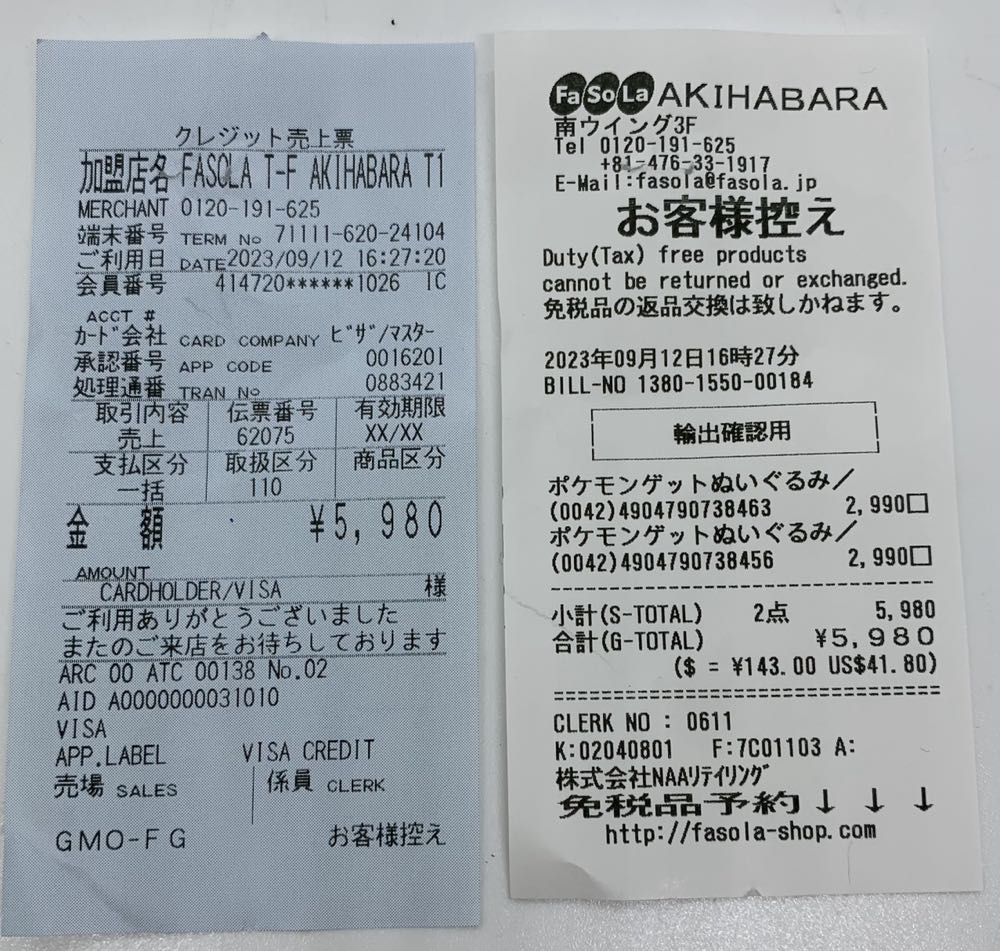 クレジット売上票
加盟店名 FASOLA T-F AKIHABARA T1
MERCHANT 0120-191-625
端末番号 TERM No 71111-620-24104
ご利用日 DATE 2023/09/12 16:27:20
会員番号 414720******1026 IC
ACCT #
カード会社 CARD COMPANY ビザ/マスター
承認番号 APP CODE 0016201
処理通番 TRAN No 0883421
取引内容 伝票番号 有効期限
売上 62075 XX/XX
支払区分 取扱区分 商品区分
一括 110
金 額 ¥5,980
AMOUNT
CARDHOLDER/VISA 様
ご利用ありがとうございました
またのご来店をお待ちしております
ARC 00 ATC 00138 No.02
AID A0000000031010
VISA
APP.LABEL VISA CREDIT
売場 SALES 係員 CLERK
GMO-FG お客様控え
FaSoLa AKIHABARA
南ウイング3F
Tel 0120-191-625
+81-476-33-1917
E-Mail:fasola@fasola.jp
お客様控え
Duty(Tax) free products
cannot be returned or exchanged.
免税品の返品交換は致しかねます。
2023年09月12日16時27分
BILL-NO 1380-1550-00184
輸出確認用
ポケモンゲットぬいぐるみ／
(0042)4904790738463 2,990□
ポケモンゲットぬいぐるみ／
(0042)4904790738456 2,990□
小計(S-TOTAL) 2点 5,980
合計(G-TOTAL) ¥5,980
($ = ¥143.00 US$41.80)
CLERK NO : 0611
K:02040801 F:7C01103 A:
株式会社NAAリテイリング
免税品予約↓ ↓ ↓
http://fasola-shop.com